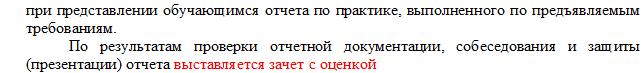 при представлении обучающимся отчета по практике, выполненного по предъявляемым
требованиям.
По результатам проверки отчетной документации, собеседования и защиты
(презентации) отчета выставляется зачет с оценкой